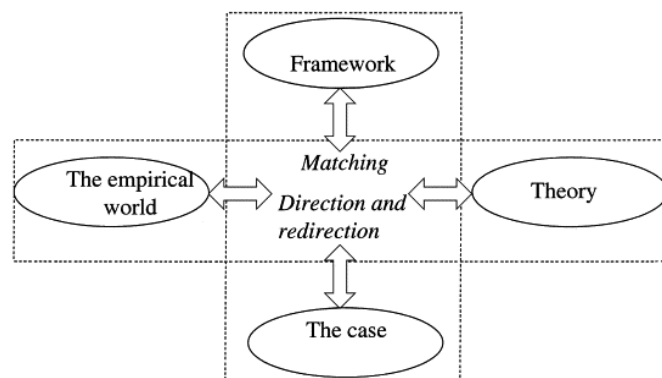 Framework
Matching
The empirical
world
Direction and
redirection
Theory
The case